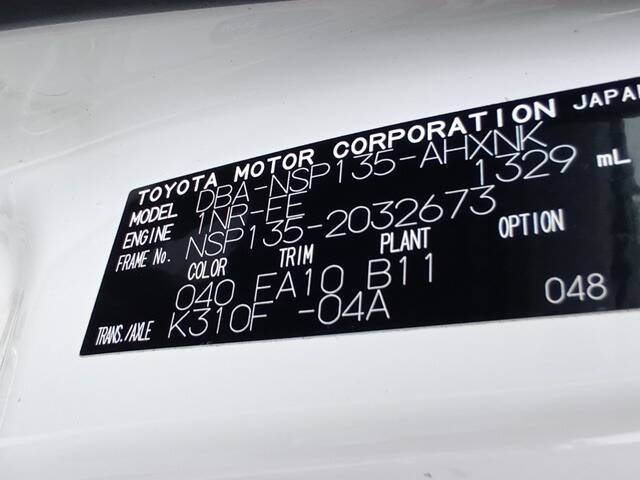 TOYOTA MOTOR CORPORATION JAPAN
MODEL DBA-NSP135-AHXNK
ENGINE 1NR-FE 1329 mL
FRAME No. NSP135-2032673
COLOR TRIM PLANT OPTION
040 FA10 B11
TRANS./AXLE K310F -04A 048